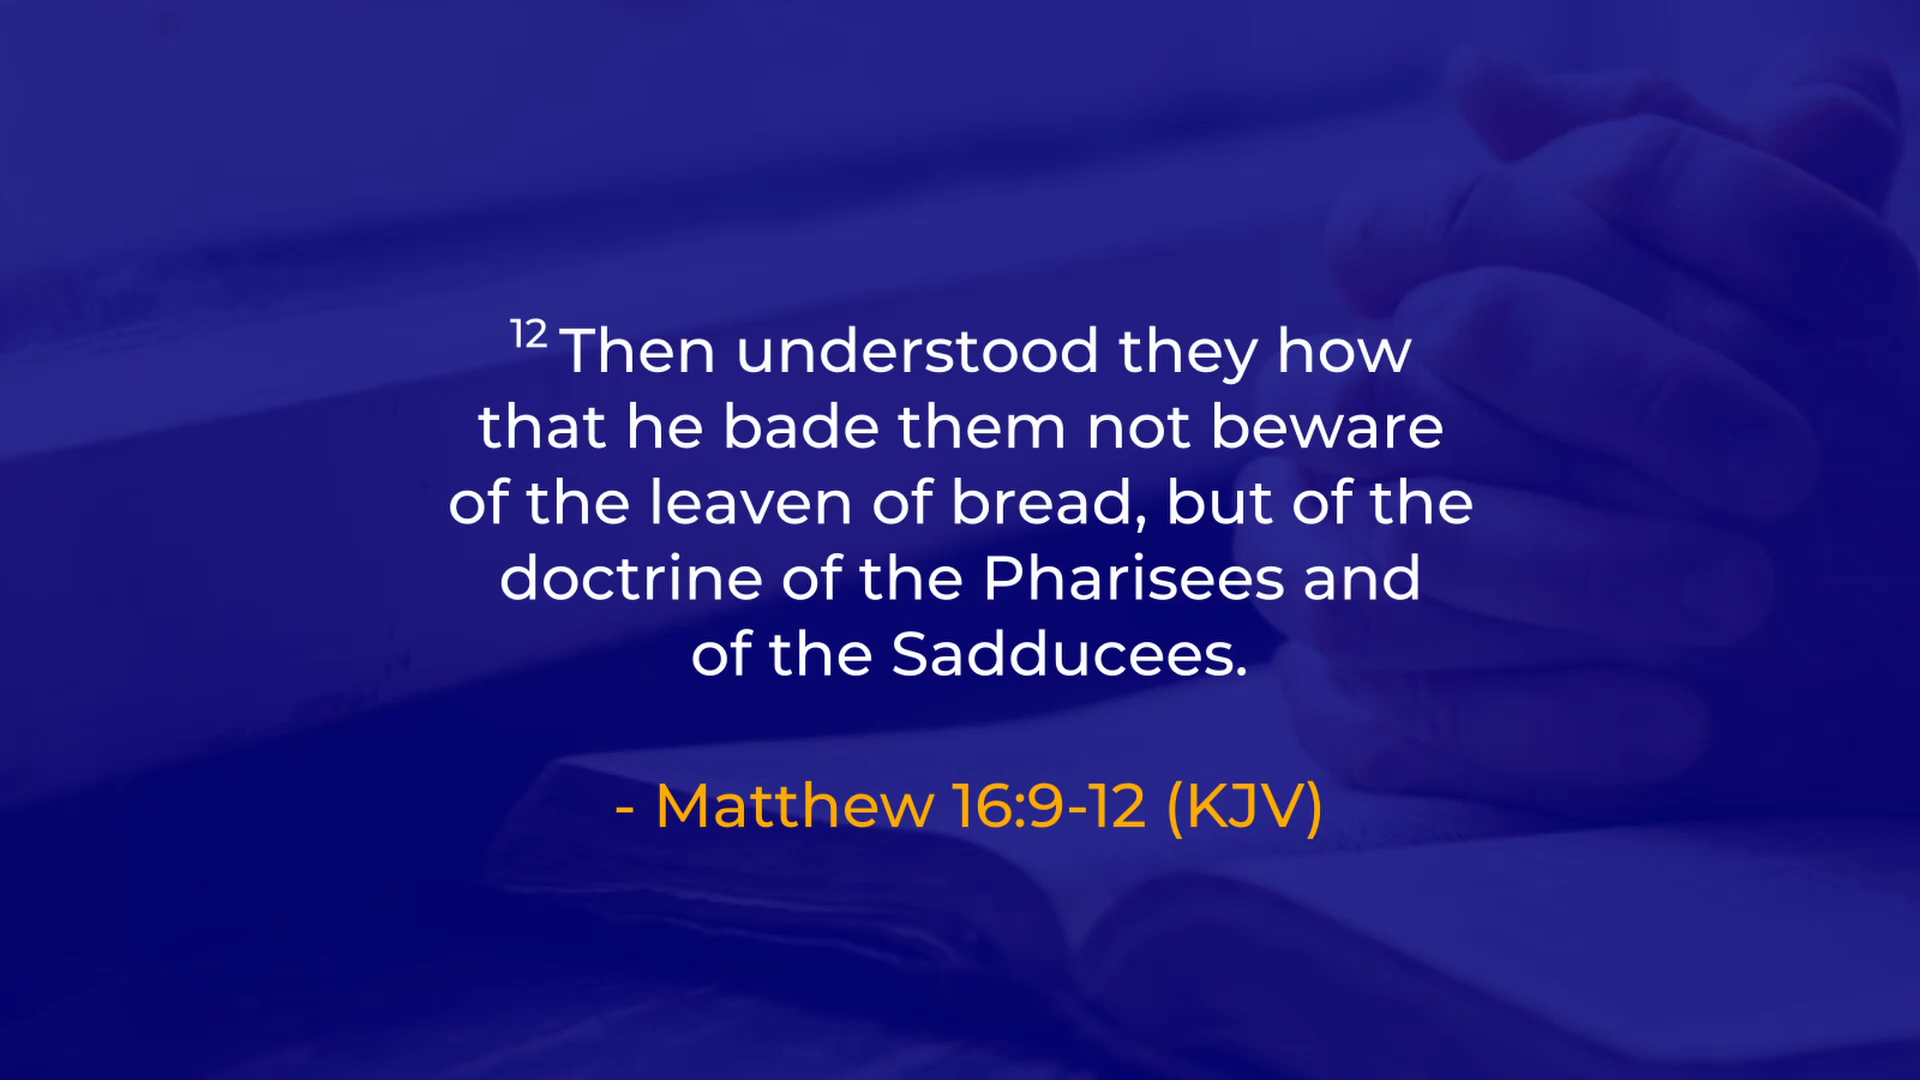 12 Then understood they how
that he bade them not beware
of the leaven of bread, but of the
doctrine of the Pharisees and
of the Sadducees.
- Matthew 16:9-12 (KJV)